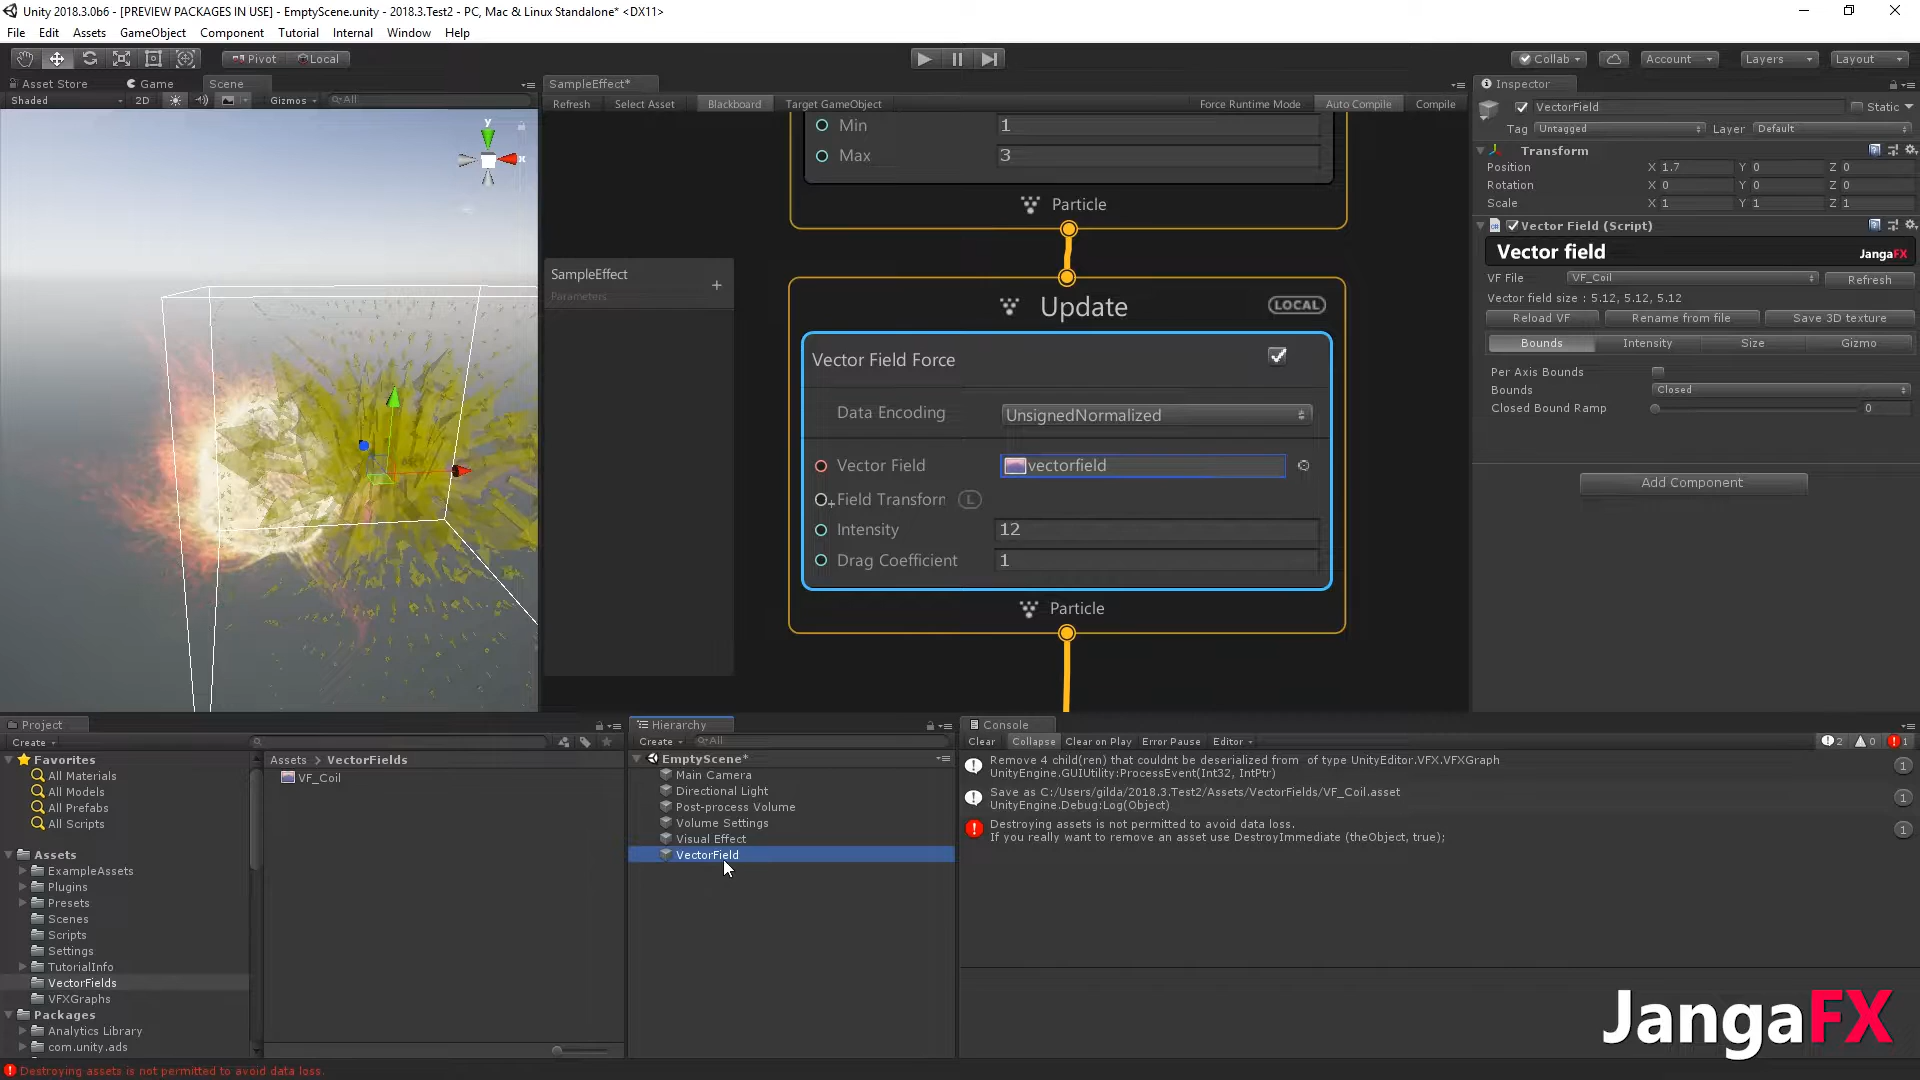 Unity 2018.3.0b6 - [PREVIEW PACKAGES IN USE] - EmptyScene.unity - 2018.3.Test2 - PC, Mac & Linux Standalone* <DX11>
File Edit Assets GameObject Component Tutorial Internal Window Help
Pivot Local Collab Account Layers Layout
Asset Store Game Scene
Shaded 2D Gizmos All
y
x
SampleEffect*
Refresh Select Asset Blackboard Target GameObject Force Runtime Mode Auto Compile Compile
Min 1
Max 3
Particle
SampleEffect +
Parameters
Update LOCAL
Vector Field Force
Data Encoding UnsignedNormalized
Vector Field vectorfield
Field Transforn L
Intensity 12
Drag Coefficient 1
Particle
Inspector
VectorField Static
Tag Untagged Layer Default
Transform
Position X 1.7 Y 0 Z 0
Rotation X 0 Y 0 Z 0
Scale X 1 Y 1 Z 1
Vector Field (Script)
Vector field JangaFX
VF File VF_Coil Refresh
Vector field size : 5.12, 5.12, 5.12
Reload VF Rename from file Save 3D texture
Bounds Intensity Size Gizmo
Per Axis Bounds
Bounds Closed
Closed Bound Ramp 0
Add Component
Project
Create
Favorites
All Materials
All Models
All Prefabs
All Scripts
Assets
ExampleAssets
Plugins
Presets
Scenes
Scripts
Settings
TutorialInfo
VectorFields
VFXGraphs
Packages
Analytics Library
com.unity.ads
Assets > VectorFields
VF_Coil
Hierarchy
Create All
EmptyScene*
Main Camera
Directional Light
Post-process Volume
Volume Settings
Visual Effect
VectorField
Console
Clear Collapse Clear on Play Error Pause Editor 2 0 1
Remove 4 child(ren) that couldnt be deserialized from  of type UnityEditor.VFX.VFXGraph 1
UnityEngine.GUIUtility:ProcessEvent(Int32, IntPtr)
Save as C:/Users/gilda/2018.3.Test2/Assets/VectorFields/VF_Coil.asset 1
UnityEngine.Debug:Log(Object)
Destroying assets is not permitted to avoid data loss. 1
If you really want to remove an asset use DestroyImmediate (theObject, true);
JangaFX
Destroying assets is not permitted to avoid data loss.